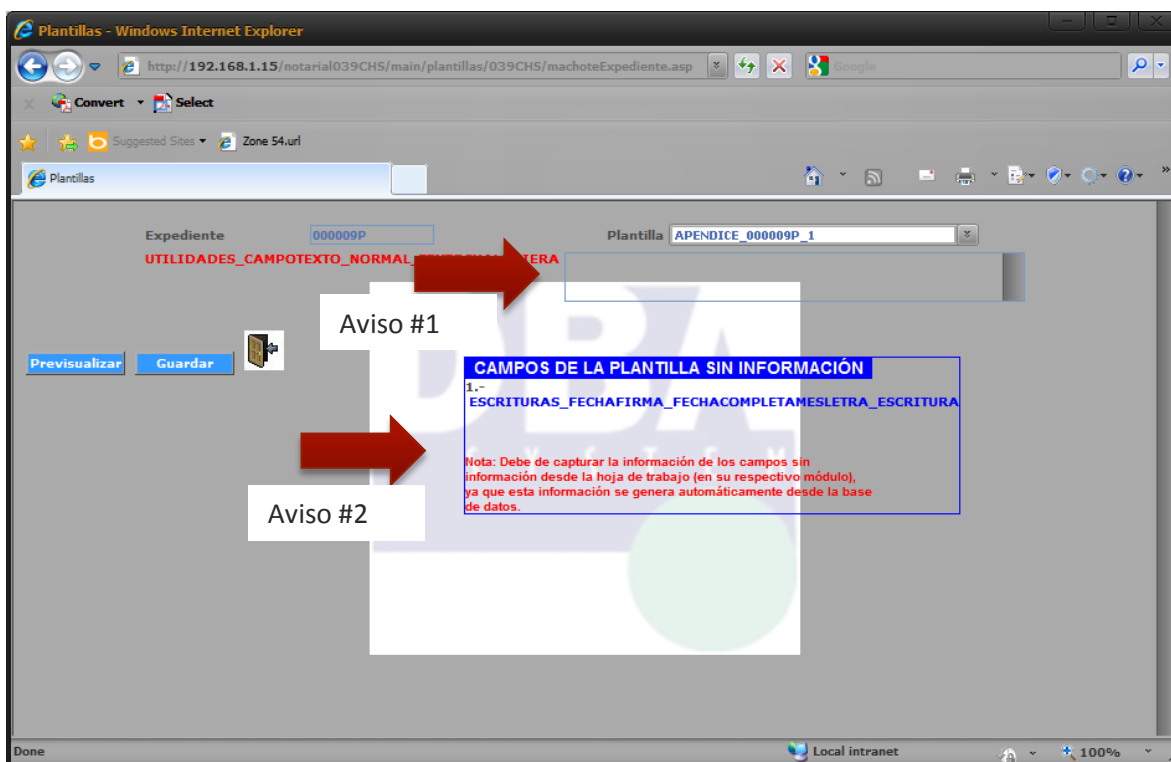 Plantillas - Windows Internet Explorer
http://192.168.1.15/notarial039CHS/main/plantillas/039CHS/machoteExpediente.asp
Google
Convert
Select
Suggested Sites
Zone 54.url
Plantillas
Expediente
000009P
Plantilla
APENDICE_000009P_1
UTILIDADES_CAMPOTEXTO_NORMAL_
Aviso #1
Previsualizar
Guardar
DBA
CAMPOS DE LA PLANTILLA SIN INFORMACIÓN
1.-
ESCRITURAS_FECHAFIRMA_FECHACOMPLETAMESLETRA_ESCRITURA
Nota: Debe de capturar la información de los campos sin
información desde la hoja de trabajo (en su respectivo módulo),
ya que esta información se genera automáticamente desde la base
de datos.
Aviso #2
Done
Local intranet
100%